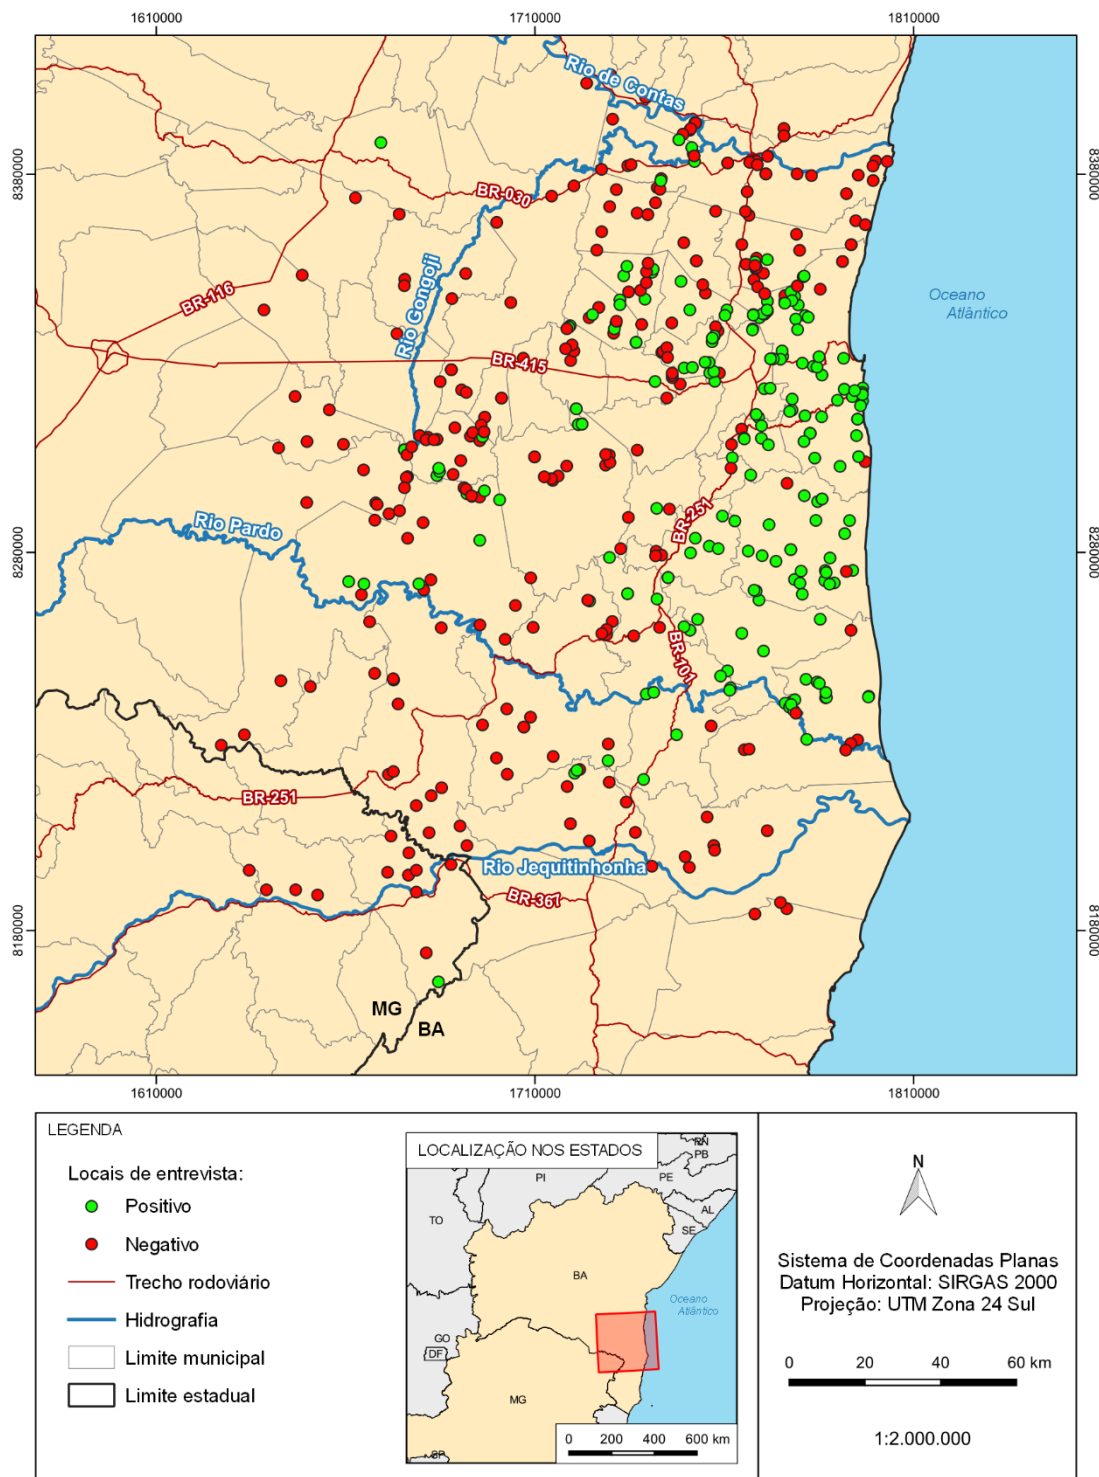 1610000
1710000
1810000
Rio de Contas
8380000
8380000
BR-030
BR-116
Rio Gongoji
Oceano
Atlântico
BR-415
BR-251
Rio Pardo
8280000
8280000
BR-101
BR-251
Rio Jequitinhonha
BR-367
8180000
8180000
MG
BA
1610000
1710000
1810000
LEGENDA
Locais de entrevista:
Positivo
Negativo
Trecho rodoviário
Hidrografia
Limite municipal
Limite estadual
LOCALIZAÇÃO NOS ESTADOS
RN
PB
PI
PE
AL
TO
SE
BA
Oceano
Atlântico
GO
DF
MG
SP
0 200 400 600 km
N
Sistema de Coordenadas Planas
Datum Horizontal: SIRGAS 2000
Projeção: UTM Zona 24 Sul
0 20 40 60 km
1:2.000.000